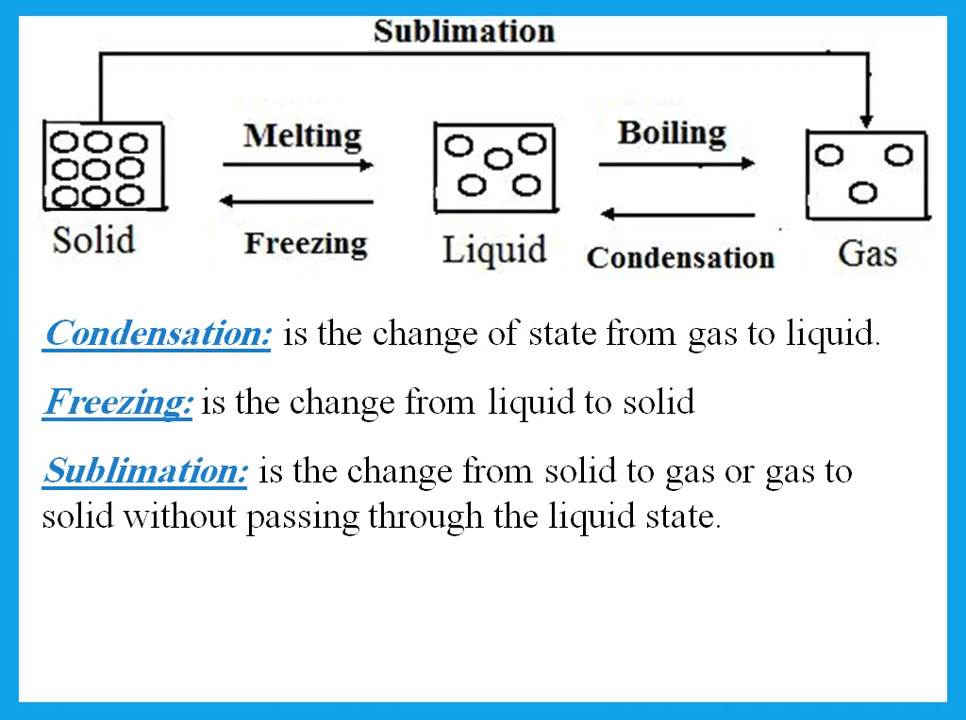 Sublimation
Melting
Boiling
Solid
Freezing
Liquid
Condensation
Gas
Condensation: is the change of state from gas to liquid.
Freezing: is the change from liquid to solid
Sublimation: is the change from solid to gas or gas to
solid without passing through the liquid state.